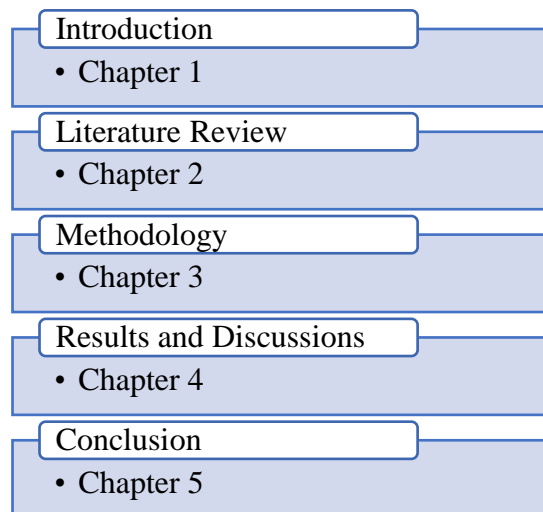 Introduction
• Chapter 1
Literature Review
• Chapter 2
Methodology
• Chapter 3
Results and Discussions
• Chapter 4
Conclusion
• Chapter 5